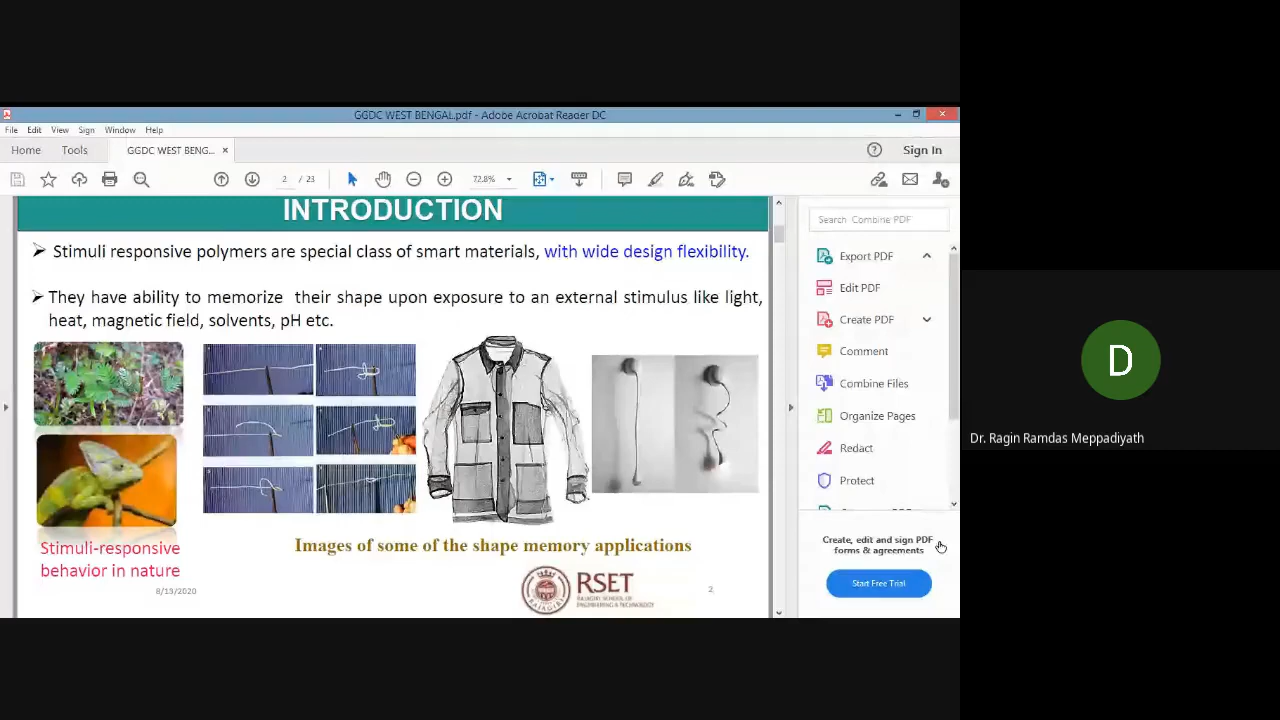 GGDC WEST BENGAL.pdf - Adobe Acrobat Reader DC
File Edit View Sign Window Help
Home Tools GGDC WEST BENG... × Sign In
2 / 23 72.8%
INTRODUCTION
Search Combine PDF
➢ Stimuli responsive polymers are special class of smart materials, with wide design flexibility.
Export PDF
Edit PDF
➢ They have ability to memorize their shape upon exposure to an external stimulus like light,
heat, magnetic field, solvents, pH etc.
Create PDF
Comment
Combine Files
Organize Pages
Redact
Protect
D
Dr. Ragin Ramdas Meppadiyath
Images of some of the shape memory applications
Stimuli-responsive
behavior in nature
8/13/2020
RSET
RAJAGIRI SCHOOL OF
ENGINEERING & TECHNOLOGY
2
Create, edit and sign PDF
forms & agreements
Start Free Trial